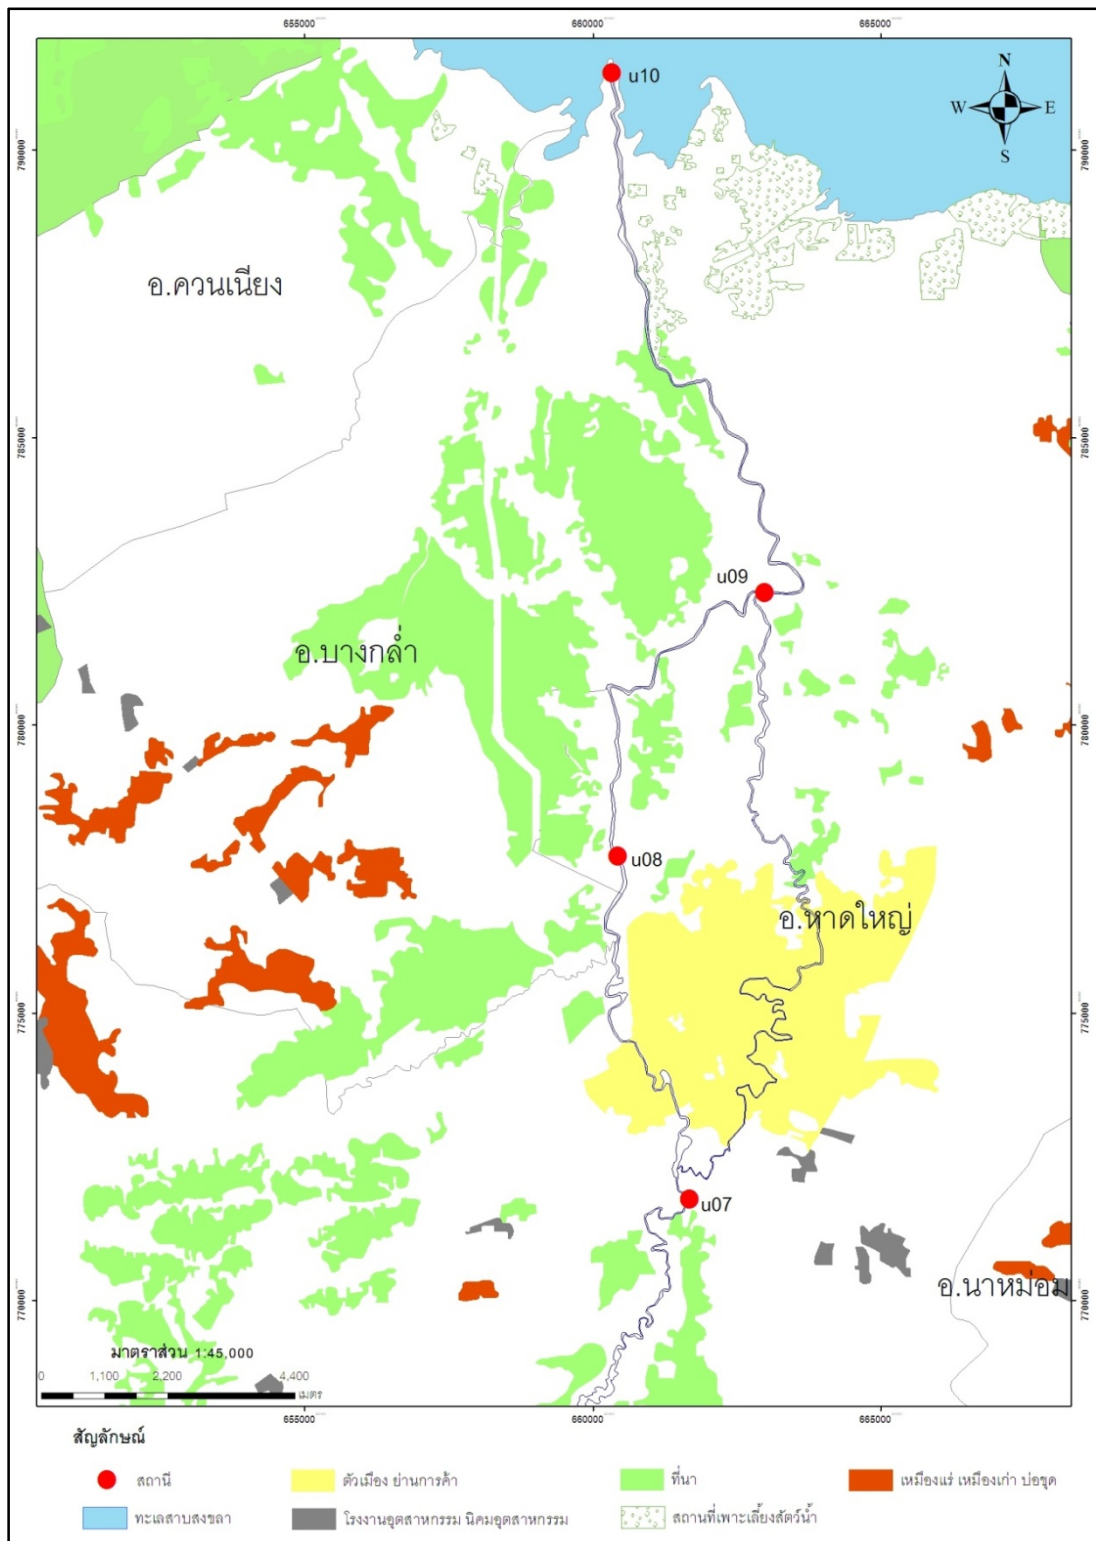 655000 660000 665000
u10
N
W E
S
790000 790000
อ.ควนเนียง
785000 785000
u09
อ.บางกล่ำ
780000 780000
u08
อ.หาดใหญ่
775000 775000
u07
อ.นาหม่อม
770000 770000
มาตราส่วน 1:45,000
0 1,100 2,200 4,400
เมตร
655000 660000 665000
สัญลักษณ์
สถานี ตัวเมือง ย่านการค้า ที่นา เหมืองแร่ เหมืองเก่า บ่อขุด
ทะเลสาบสงขลา โรงงานอุตสาหกรรม นิคมอุตสาหกรรม สถานที่เพาะเลี้ยงสัตว์น้ำ